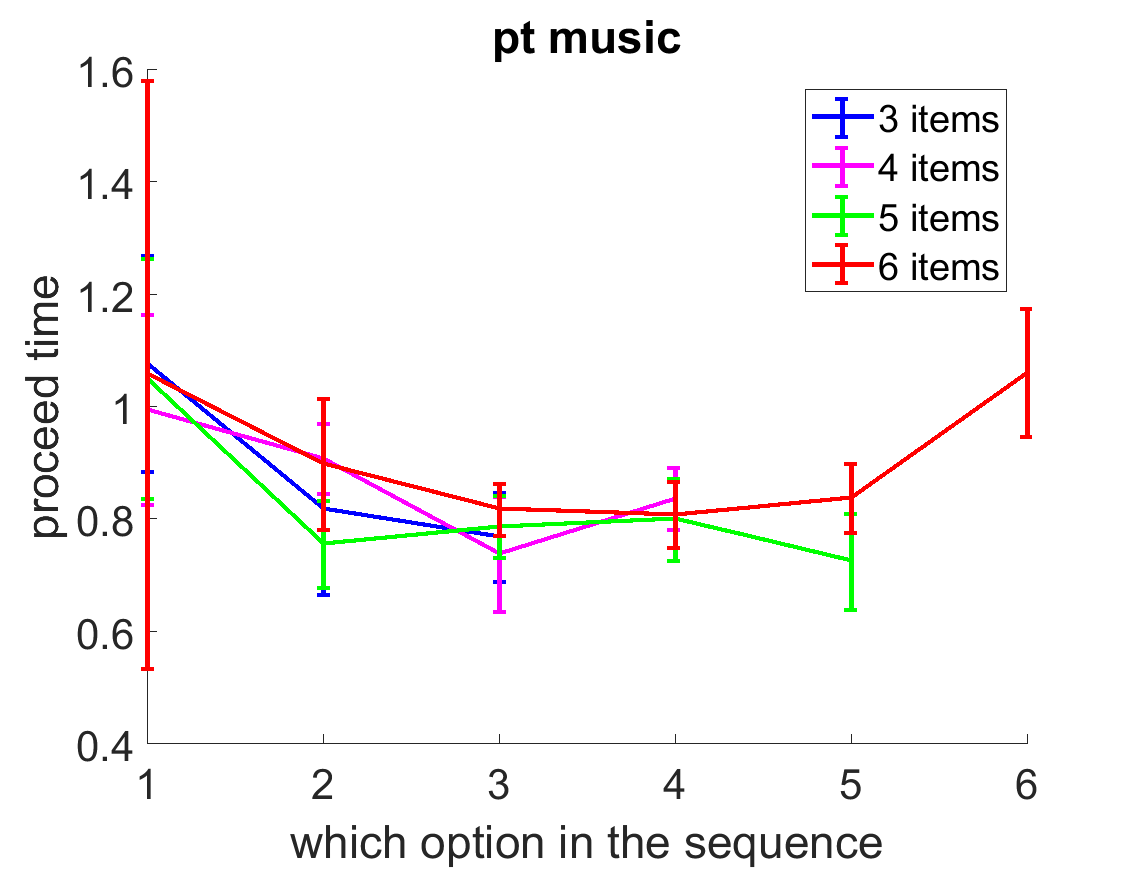 pt music
1.6
1.4
1.2
1
0.8
0.6
0.4
proceed time
3 items
4 items
5 items
6 items
1 2 3 4 5 6
which option in the sequence